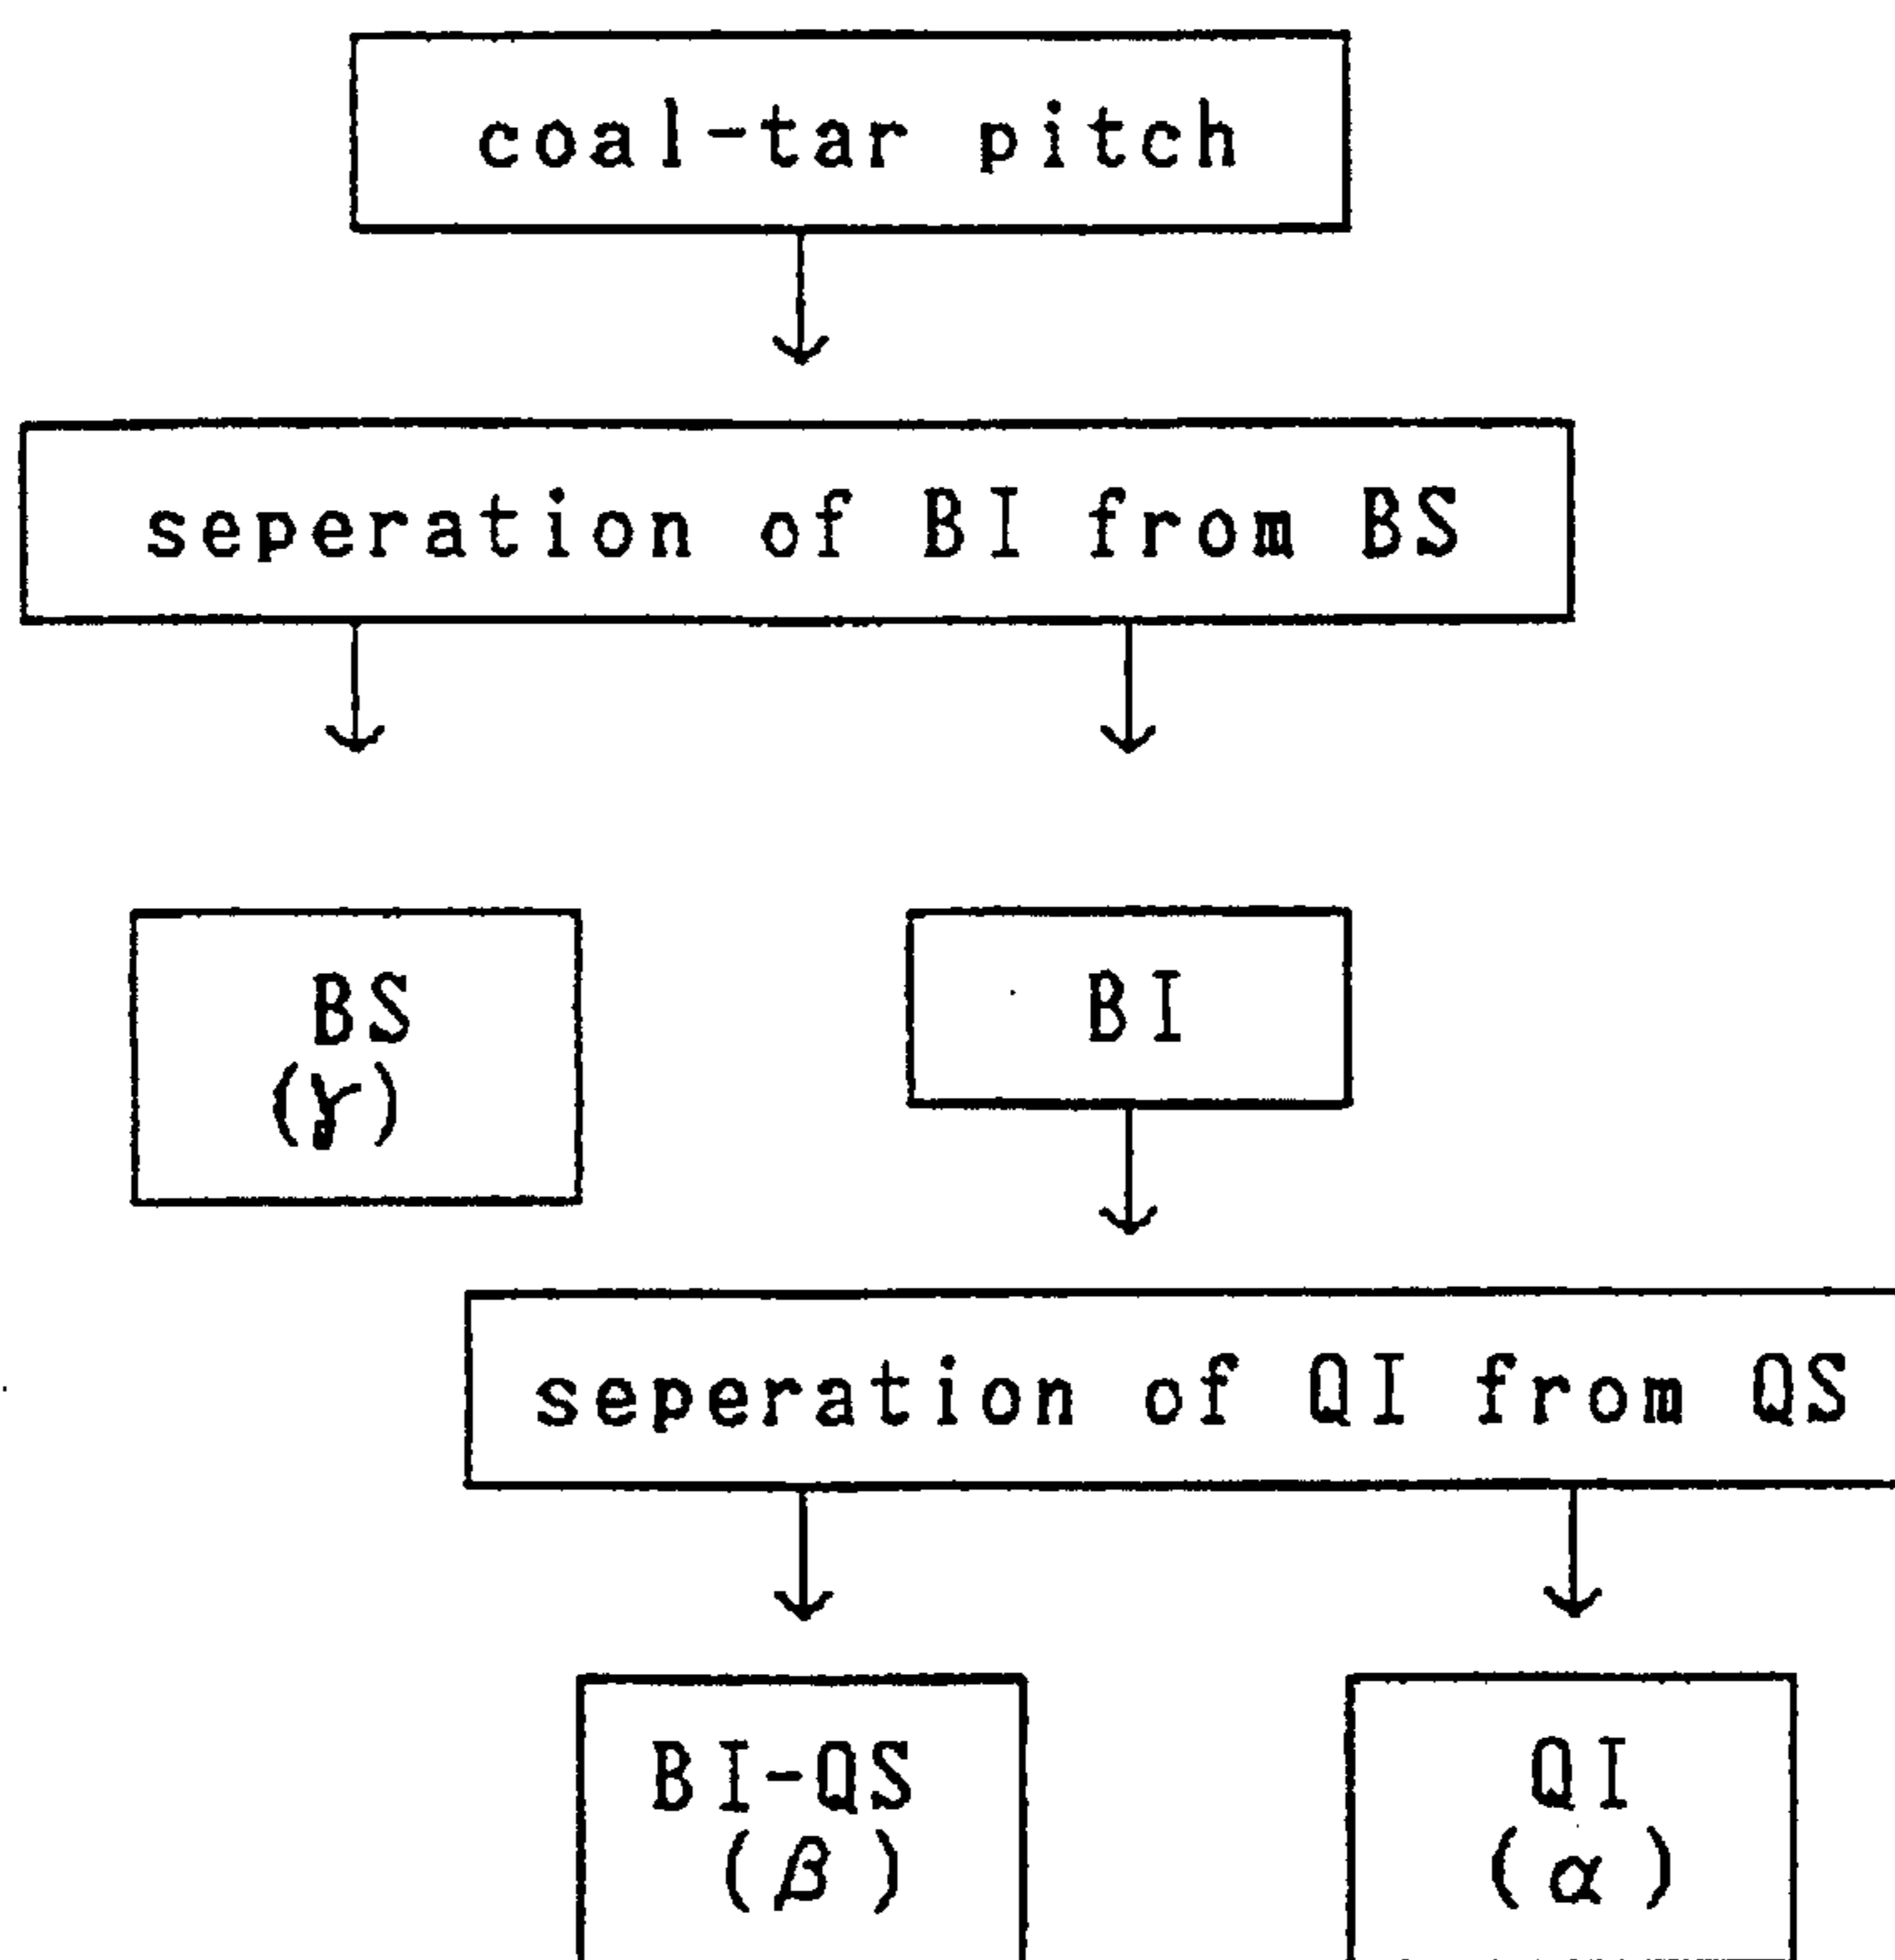 coal-tar pitch
seperation of BI from BS
BS
(γ)
BI
seperation of QI from QS
BI-QS
(β)
QI
(α)